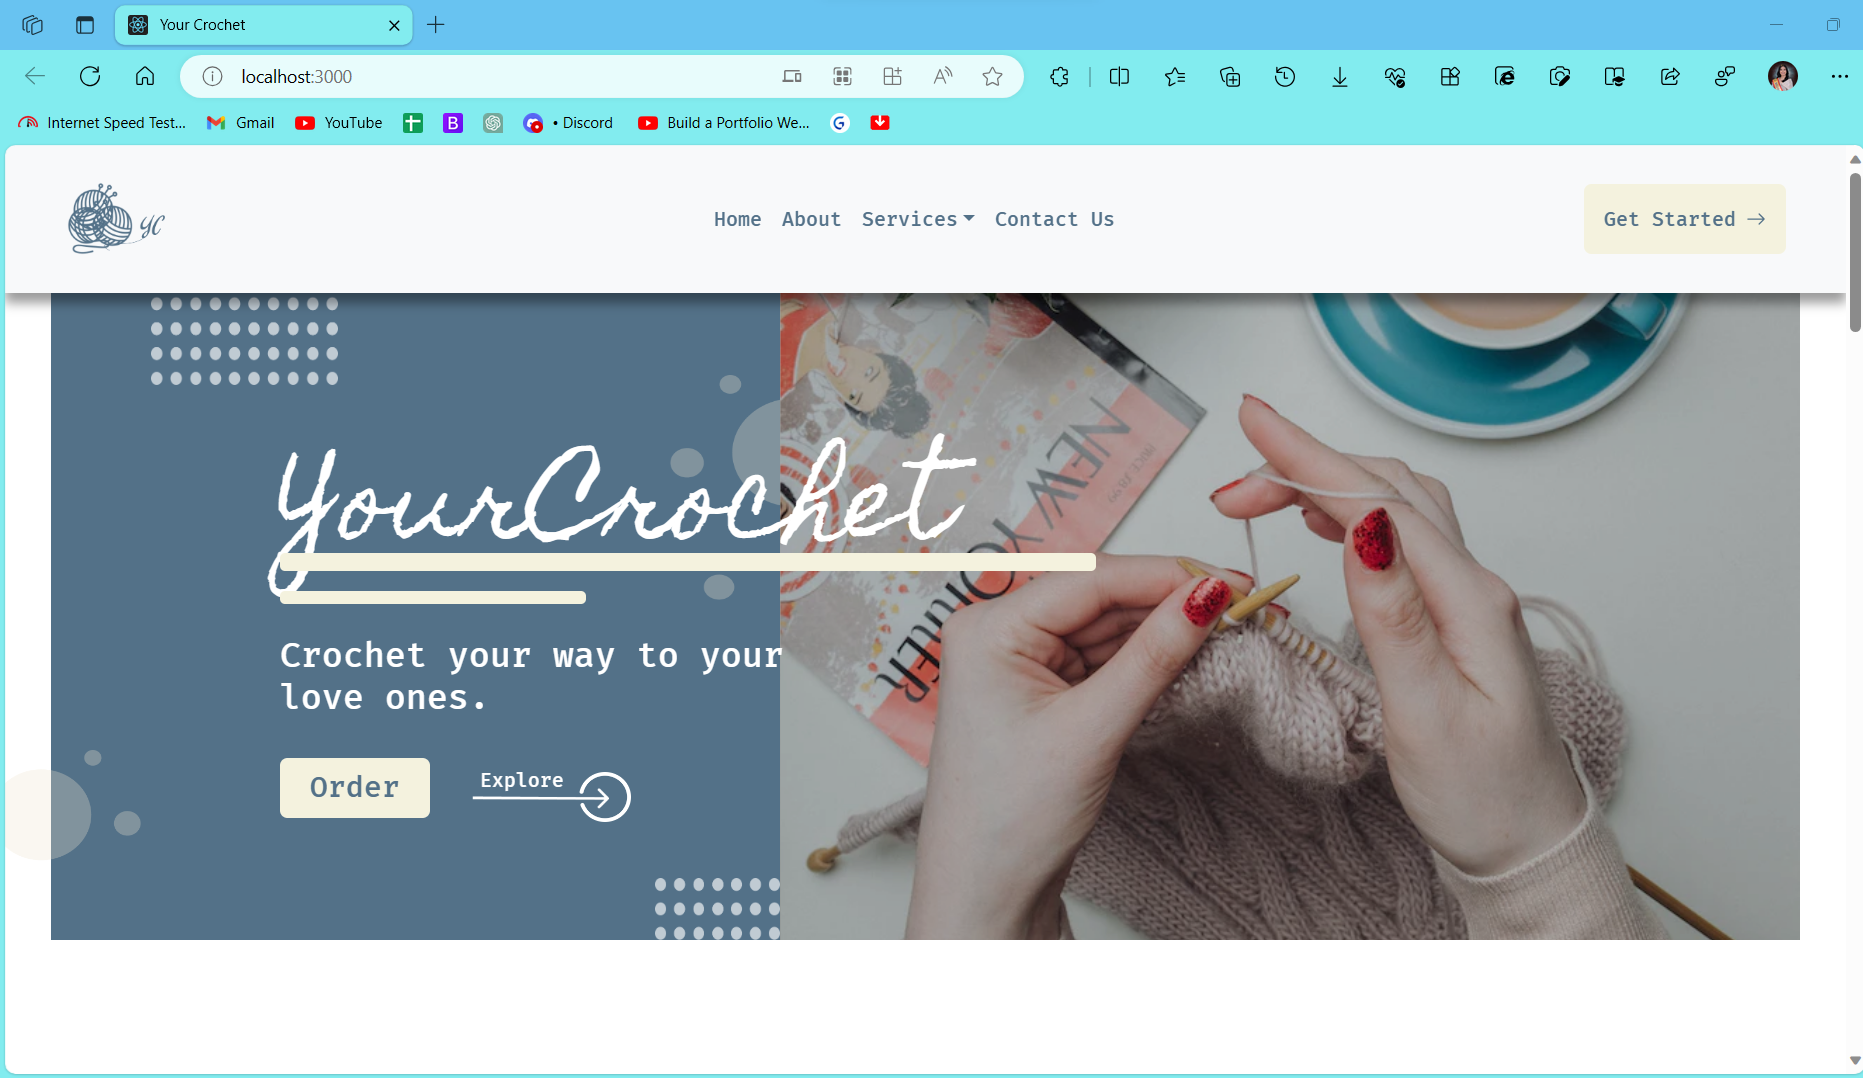 Your Crochet
localhost:3000
Internet Speed Test...
Gmail
YouTube
B
• Discord
Build a Portfolio We...
G
YC
Home
About
Services
Contact Us
Get Started
YourCrochet
NEW YORKER
Crochet your way to your
love ones.
Order
Explore